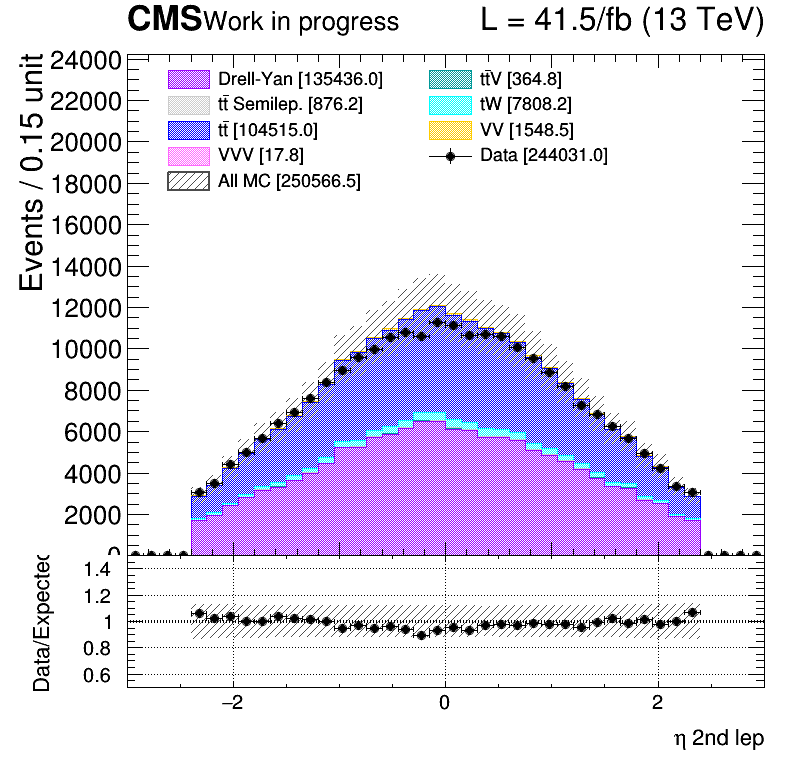 CMS Work in progress L = 41.5/fb (13 TeV)
Events / 0.15 unit
24000
22000
20000
18000
16000
14000
12000
10000
8000
6000
4000
2000
0
Drell-Yan [135436.0]
tt̄ Semilep. [876.2]
tt̄ [104515.0]
VVV [17.8]
All MC [250566.5]
tt̄V [364.8]
tW [7808.2]
VV [1548.5]
Data [244031.0]
Data/Expected
1.4
1.2
1
0.8
0.6
−2 0 2
η 2nd lep